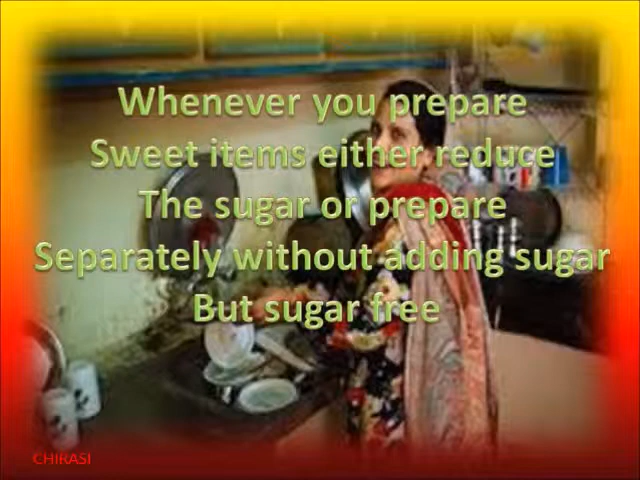 Whenever you prepare
Sweet items either reduce
The sugar or prepare
Separately without adding sugar
But sugar free
CHIRASI